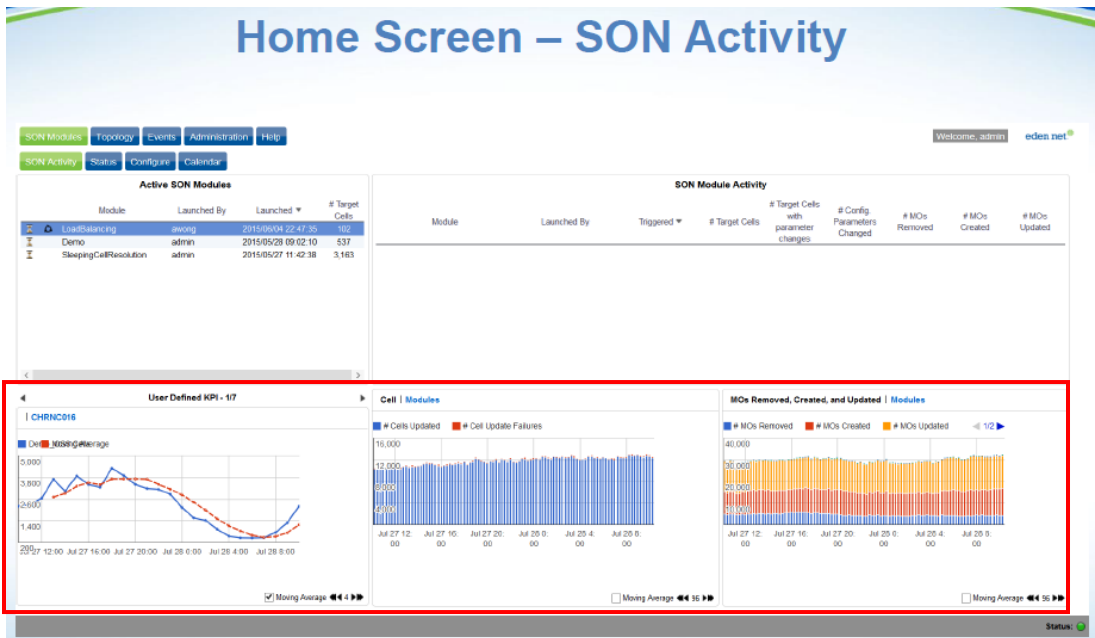 Home Screen – SON Activity
SON Modules Topology Events Administration Help
Welcome, admin eden net
SON Activity Status Configure Calendar
Active SON Modules
Module Launched By Launched ▼ # Target Cells
LoadBalancing awong 2015/06/04 22:47:35 102
Demo admin 2015/05/28 09:02:10 537
SleepingCellResolution admin 2015/05/27 11:42:38 3,163
SON Module Activity
Module Launched By Triggered ▼ # Target Cells # Target Cells with parameter changes # Config. Parameters Changed # MOs Removed # MOs Created # MOs Updated
User Defined KPI - 1/7
| CHRNC016
5,000
3,800
2,600
1,400
200
12:00 Jul 27 16:00 Jul 27 20:00 Jul 28 0:00 Jul 28 4:00 Jul 28 8:00
Moving Average 4
Cell | Modules
# Cells Updated # Cell Update Failures
16,000
12,000
8,000
4,000
Jul 27 12:00 Jul 27 16:00 Jul 27 20:00 Jul 28 0:00 Jul 28 4:00 Jul 28 8:00
Moving Average 96
MOs Removed, Created, and Updated | Modules
# MOs Removed # MOs Created # MOs Updated 1/2
40,000
30,000
20,000
10,000
Jul 27 12:00 Jul 27 16:00 Jul 27 20:00 Jul 28 0:00 Jul 28 4:00 Jul 28 8:00
Moving Average 96
Status: